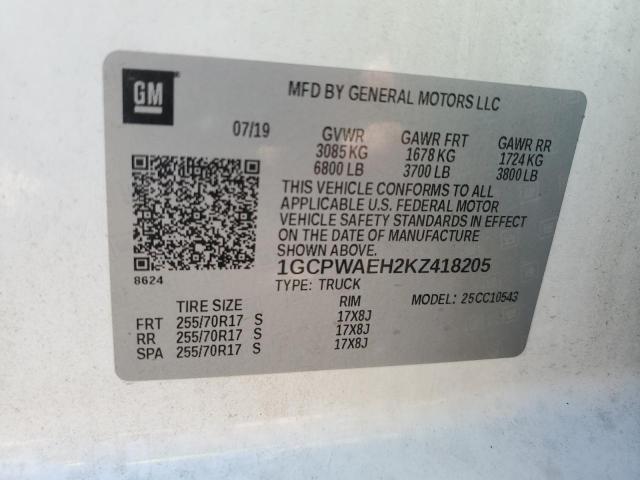 GM
MFD BY GENERAL MOTORS LLC
07/19 GVWR GAWR FRT GAWR RR
3085 KG 1678 KG 1724 KG
6800 LB 3700 LB 3800 LB
THIS VEHICLE CONFORMS TO ALL
APPLICABLE U.S. FEDERAL MOTOR
VEHICLE SAFETY STANDARDS IN EFFECT
ON THE DATE OF MANUFACTURE
SHOWN ABOVE.
8624
1GCPWAEH2KZ418205
TYPE: TRUCK MODEL: 25CC10543
TIRE SIZE RIM
FRT 255/70R17 S 17X8J
RR 255/70R17 S 17X8J
SPA 255/70R17 S 17X8J